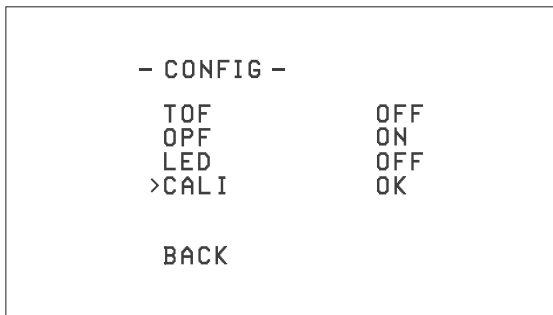 - CONFIG -
TOF OFF
OPF ON
LED OFF
>CALI OK
BACK